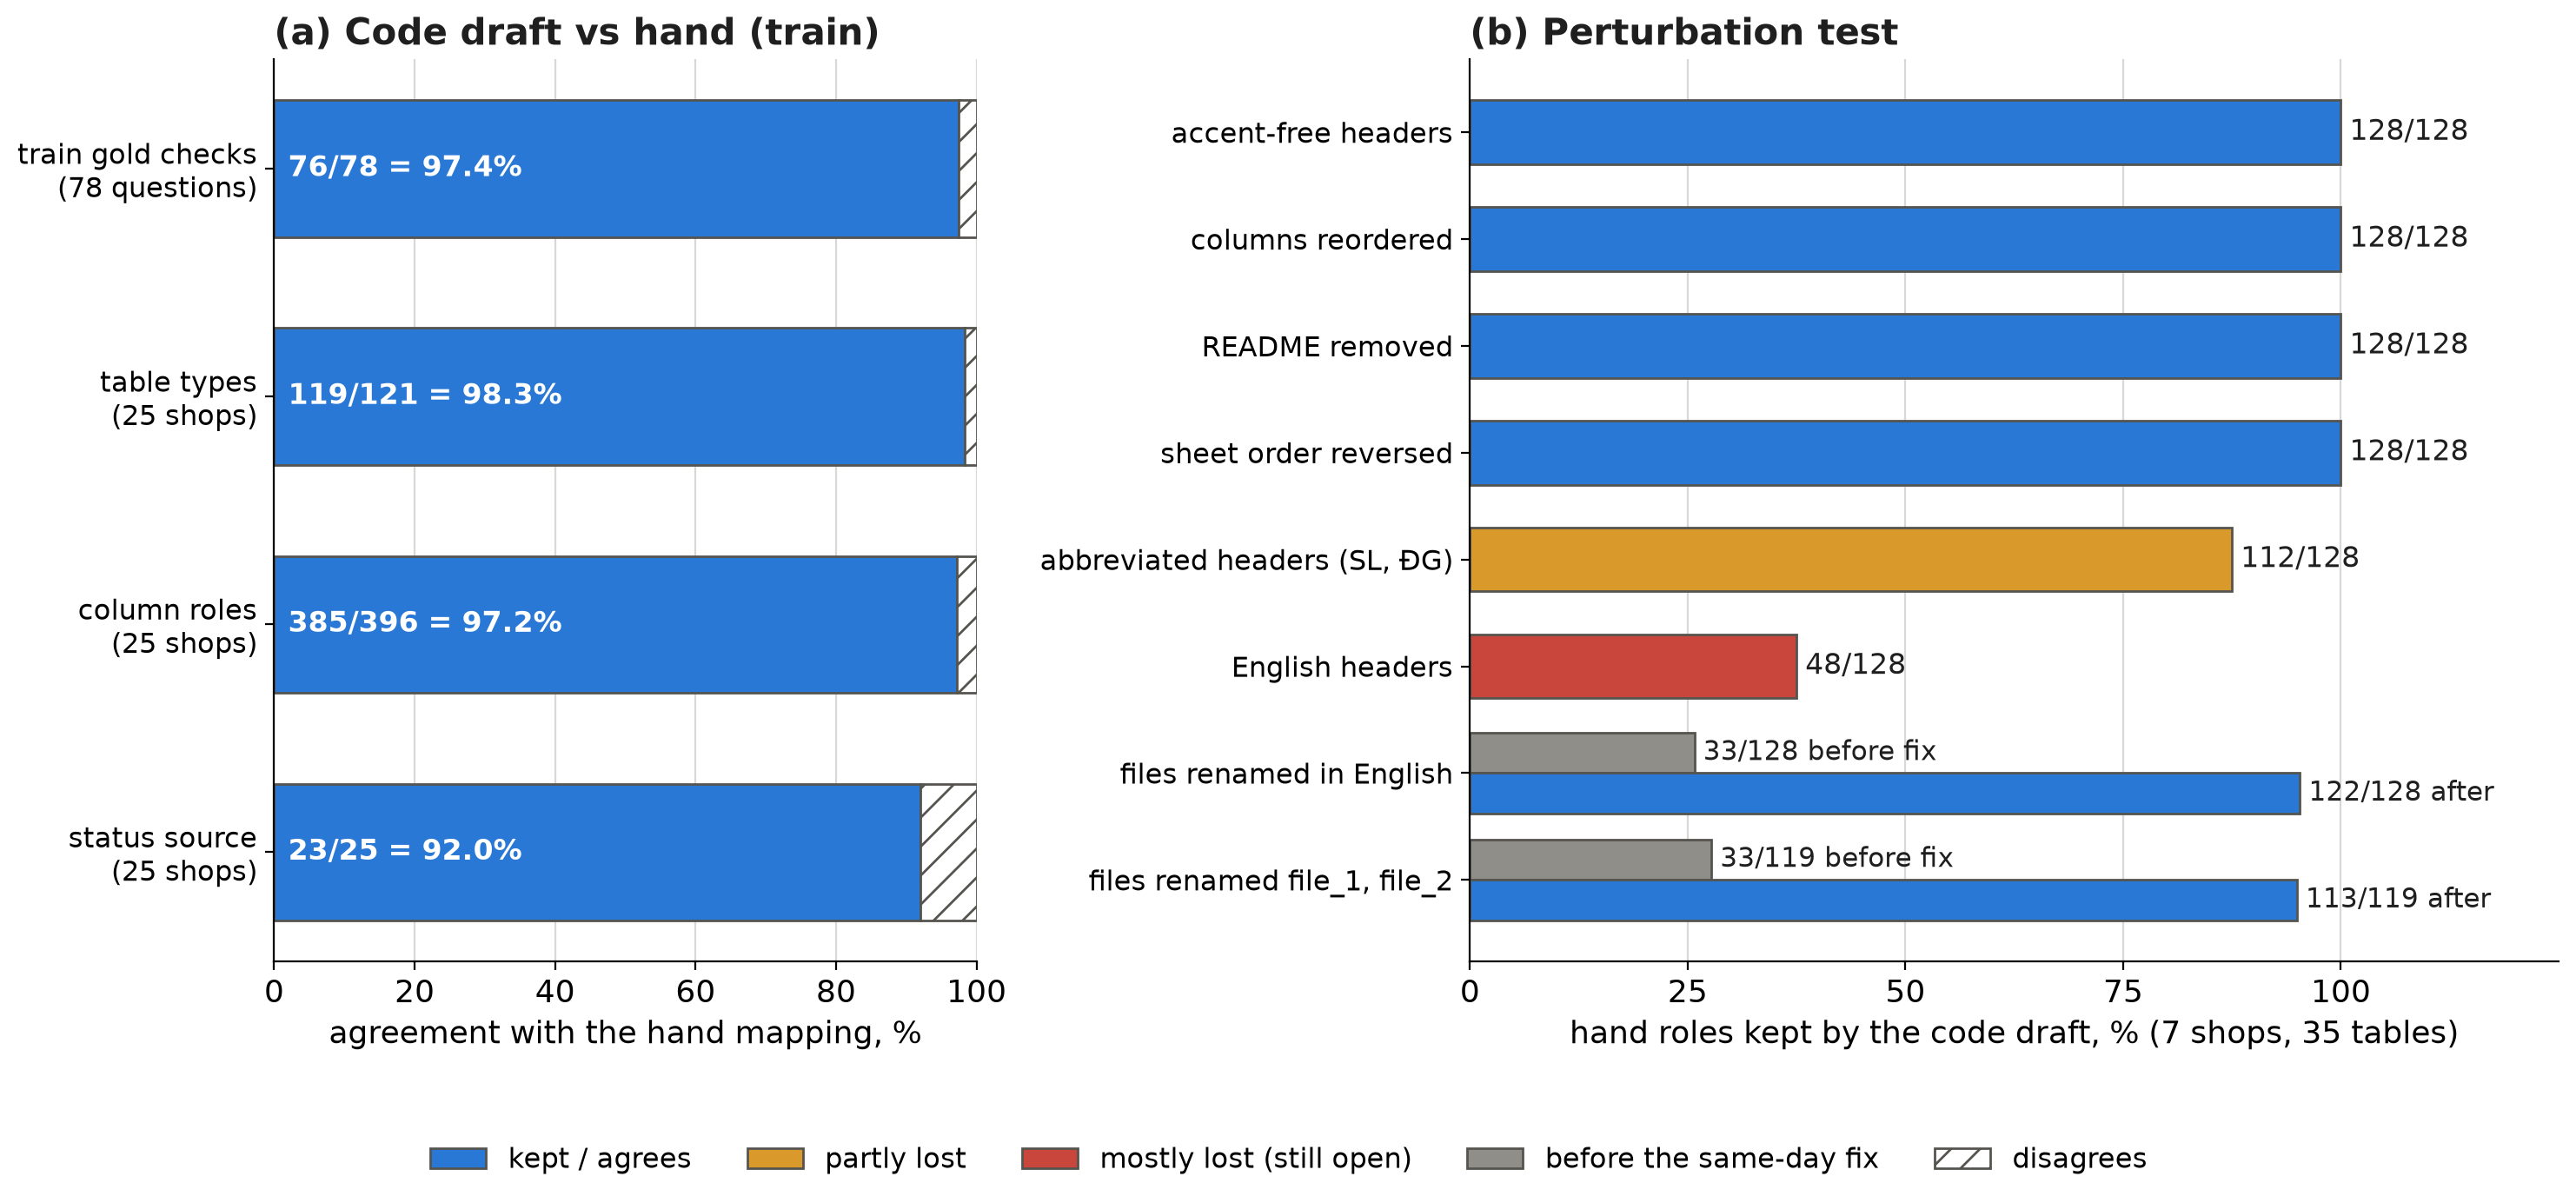 (a) Code draft vs hand (train)
train gold checks
(78 questions)
76/78 = 97.4%
table types
(25 shops)
119/121 = 98.3%
column roles
(25 shops)
385/396 = 97.2%
status source
(25 shops)
23/25 = 92.0%
0 20 40 60 80 100
agreement with the hand mapping, %
(b) Perturbation test
accent-free headers 128/128
columns reordered 128/128
README removed 128/128
sheet order reversed 128/128
abbreviated headers (SL, ĐG) 112/128
English headers 48/128
33/128 before fix
files renamed in English
122/128 after
33/119 before fix
files renamed file_1, file_2
113/119 after
0 25 50 75 100
hand roles kept by the code draft, % (7 shops, 35 tables)
kept / agrees partly lost mostly lost (still open) before the same-day fix disagrees